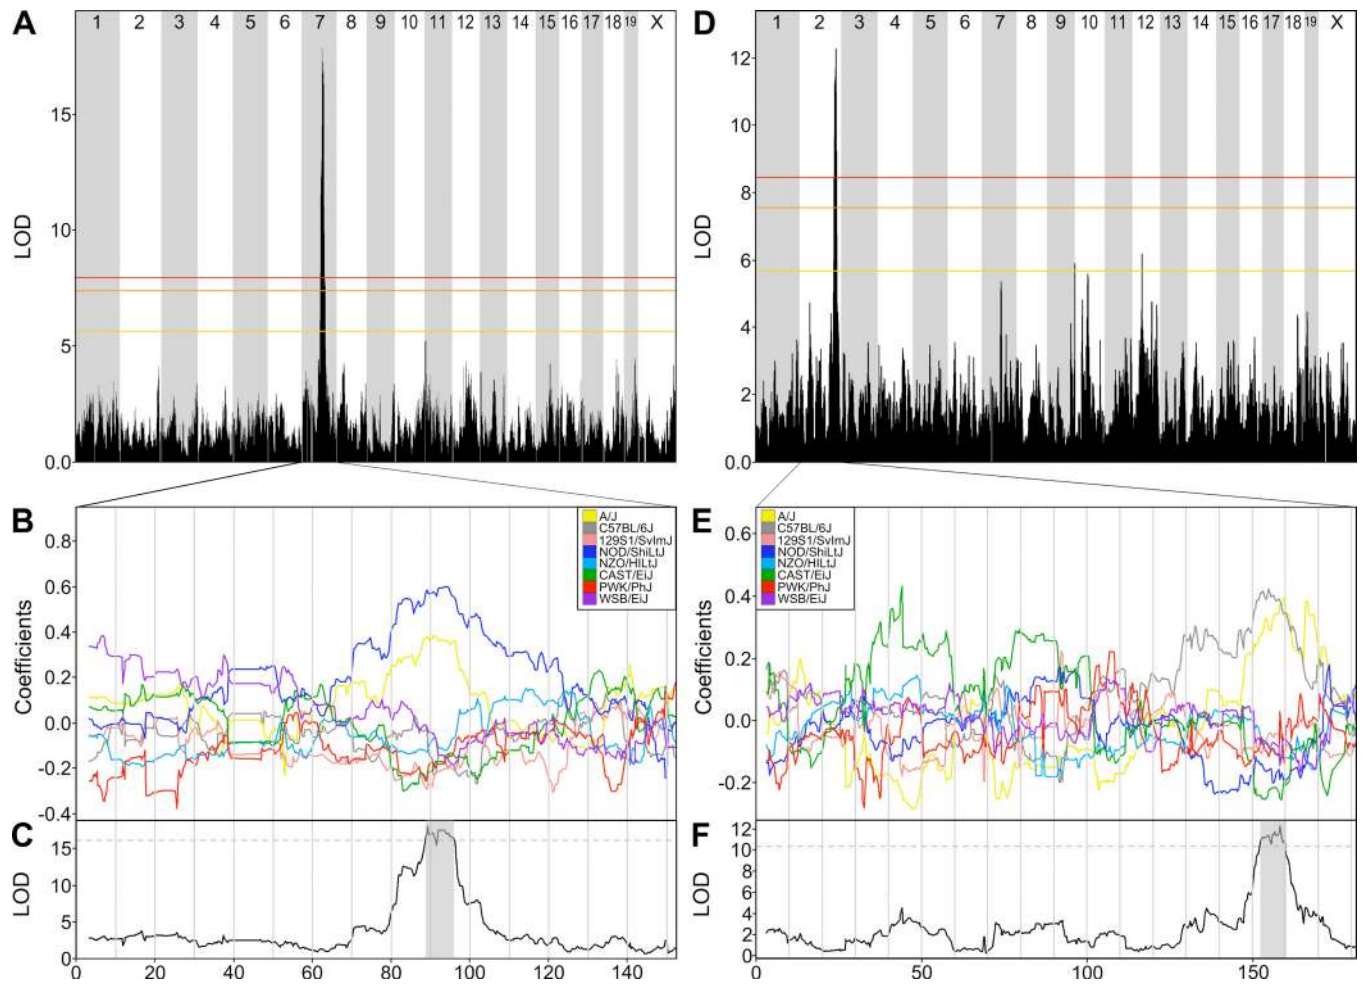 A
1 2 3 4 5 6 7 8 9 10 11 12 13 14 15 16 17 18 19 X
LOD
15
10
5
0.0
D
1 2 3 4 5 6 7 8 9 10 11 12 13 14 15 16 17 18 19 X
LOD
12
10
8
6
4
2
0.0
B
Coefficients
0.8
0.6
0.4
0.2
0.0
-0.2
-0.4
A/J
C57BL/6J
129S1/SvImJ
NOD/ShiLtJ
NZO/HlLtJ
CAST/EiJ
PWK/PhJ
WSB/EiJ
E
Coefficients
0.6
0.4
0.2
0.0
-0.2
A/J
C57BL/6J
129S1/SvImJ
NOD/ShiLtJ
NZO/HlLtJ
CAST/EiJ
PWK/PhJ
WSB/EiJ
C
LOD
15
10
5
0
0 20 40 60 80 100 120 140
F
LOD
12
10
8
6
4
2
0
0 50 100 150